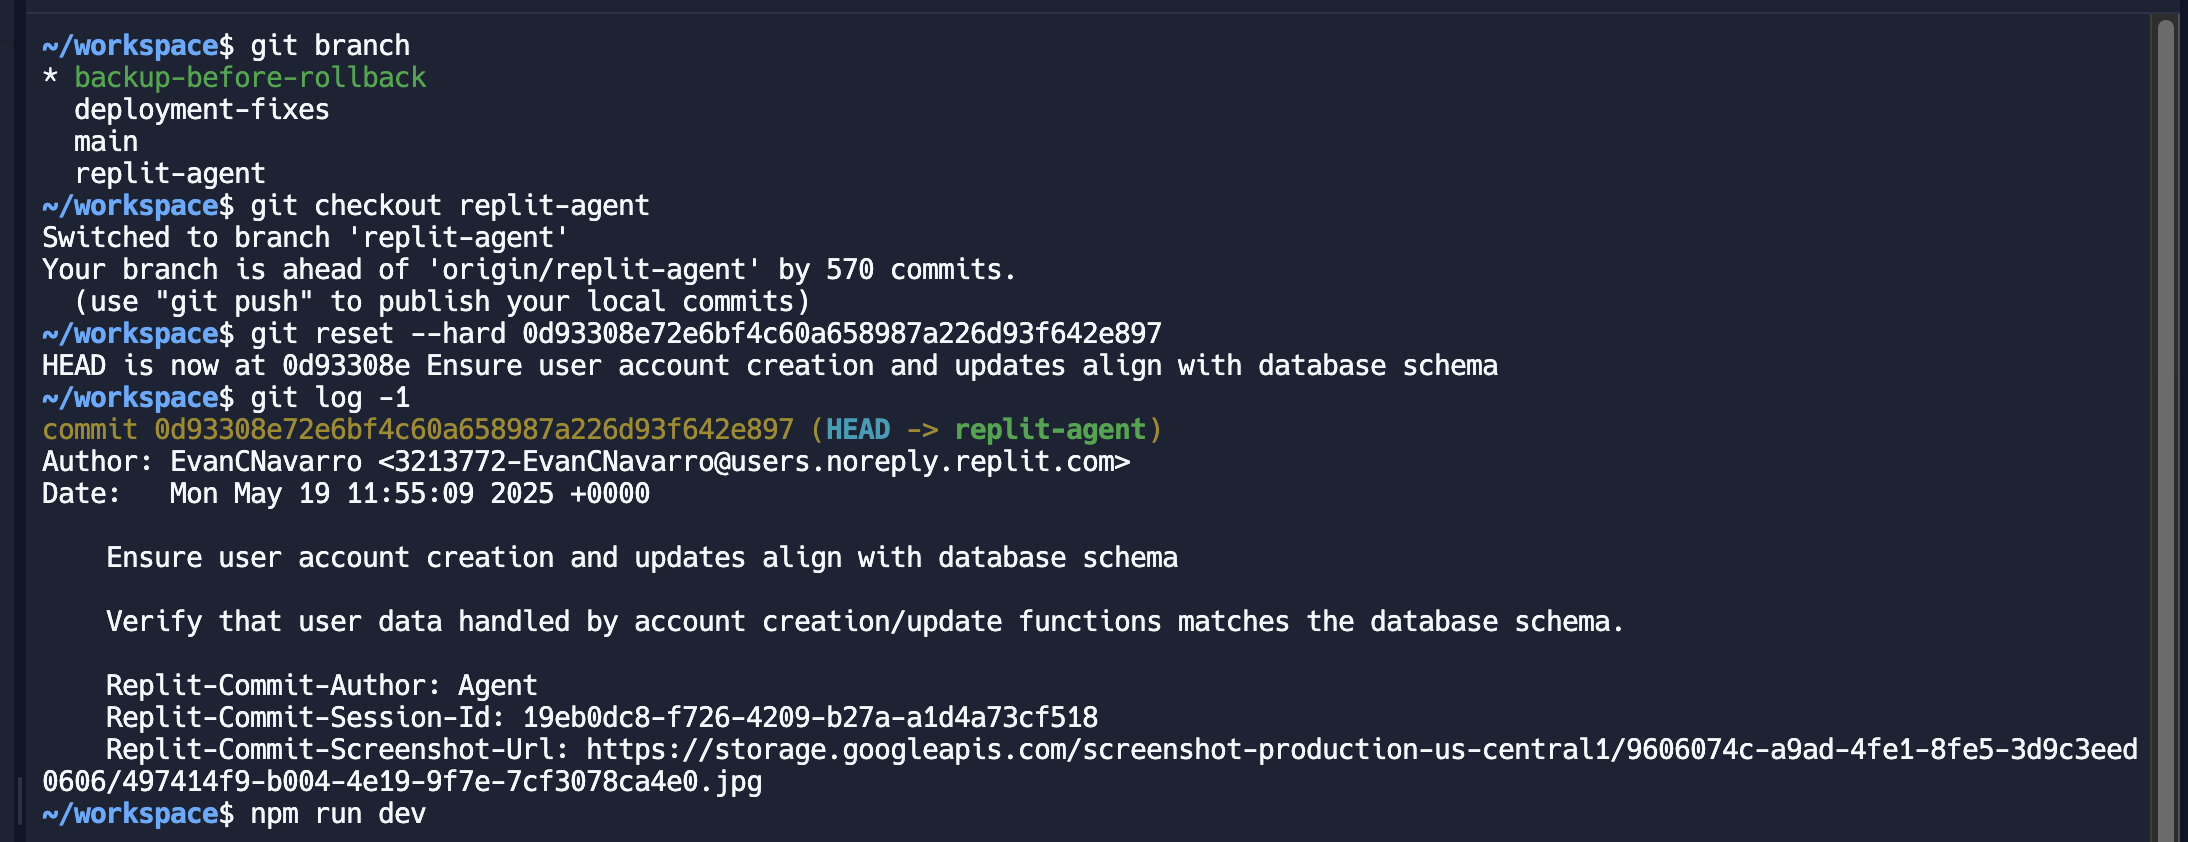 ~/workspace$ git branch
* backup-before-rollback
  deployment-fixes
  main
  replit-agent
~/workspace$ git checkout replit-agent
Switched to branch 'replit-agent'
Your branch is ahead of 'origin/replit-agent' by 570 commits.
  (use "git push" to publish your local commits)
~/workspace$ git reset --hard 0d93308e72e6bf4c60a658987a226d93f642e897
HEAD is now at 0d93308e Ensure user account creation and updates align with database schema
~/workspace$ git log -1
commit 0d93308e72e6bf4c60a658987a226d93f642e897 (HEAD -> replit-agent)
Author: EvanCNavarro <3213772-EvanCNavarro@users.noreply.replit.com>
Date:   Mon May 19 11:55:09 2025 +0000

    Ensure user account creation and updates align with database schema

    Verify that user data handled by account creation/update functions matches the database schema.

    Replit-Commit-Author: Agent
    Replit-Commit-Session-Id: 19eb0dc8-f726-4209-b27a-a1d4a73cf518
    Replit-Commit-Screenshot-Url: https://storage.googleapis.com/screenshot-production-us-central1/9606074c-a9ad-4fe1-8fe5-3d9c3eed
0606/497414f9-b004-4e19-9f7e-7cf3078ca4e0.jpg
~/workspace$ npm run dev